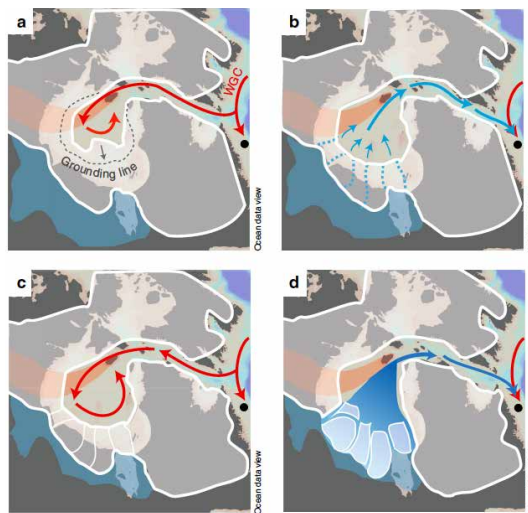 a
WGC
Grounding line
Ocean data view
b
c
Ocean data view
d